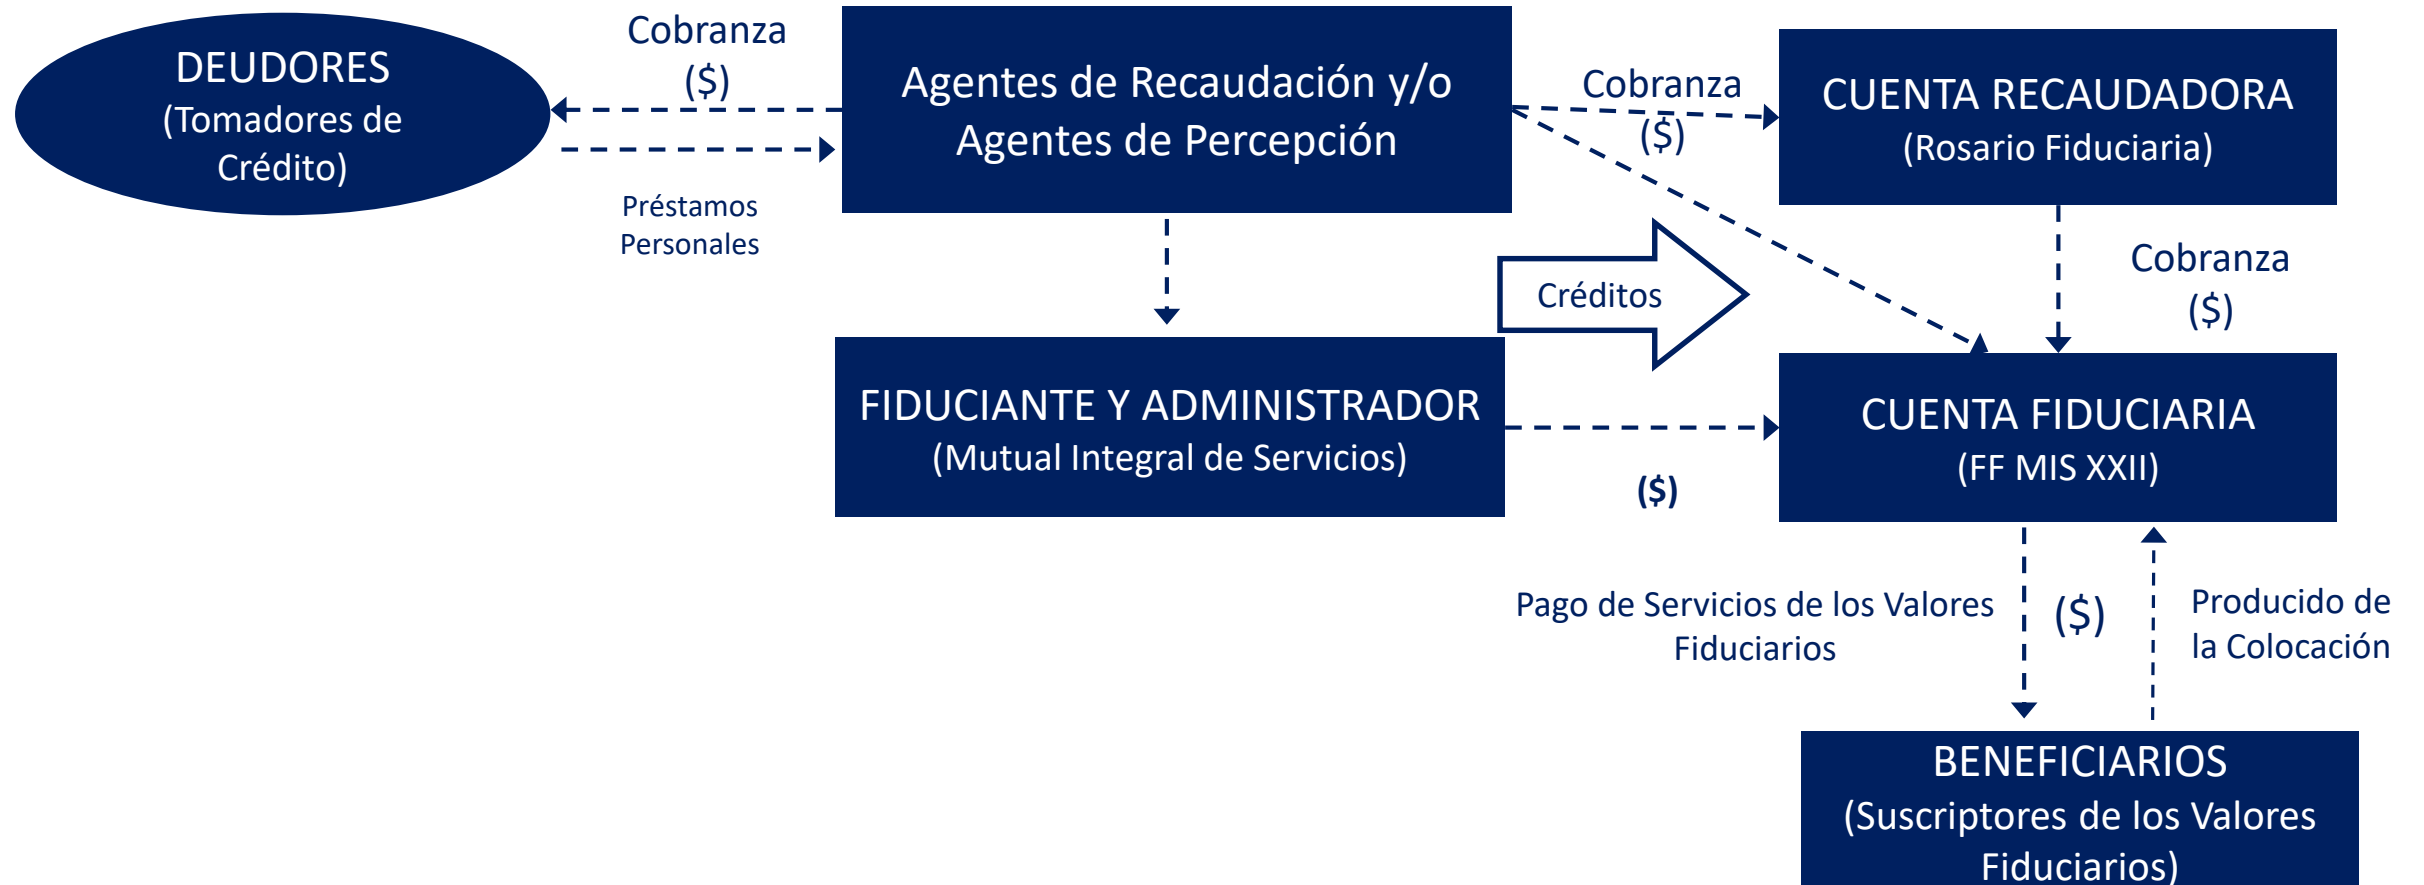 DEUDORES
(Tomadores de
Crédito)
Cobranza
($)
Préstamos
Personales
Agentes de Recaudación y/o
Agentes de Percepción
Cobranza
($)
CUENTA RECAUDADORA
(Rosario Fiduciaria)
Cobranza
($)
Créditos
FIDUCIANTE Y ADMINISTRADOR
(Mutual Integral de Servicios)
($)
CUENTA FIDUCIARIA
(FF MIS XXII)
Pago de Servicios de los Valores
Fiduciarios
($)
Producido de
la Colocación
BENEFICIARIOS
(Suscriptores de los Valores
Fiduciarios)